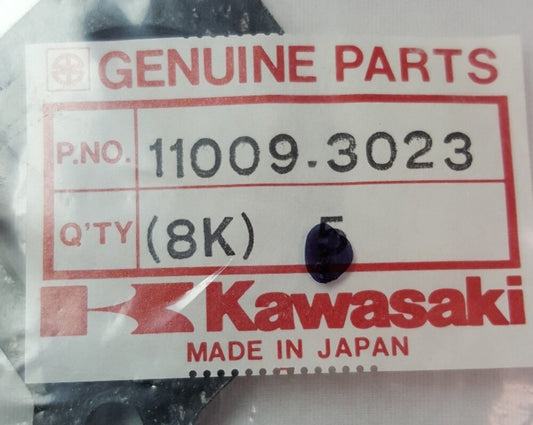 GENUINE PARTS
P.NO. 11009.3023
Q'TY (8K) 5
Kawasaki
MADE IN JAPAN